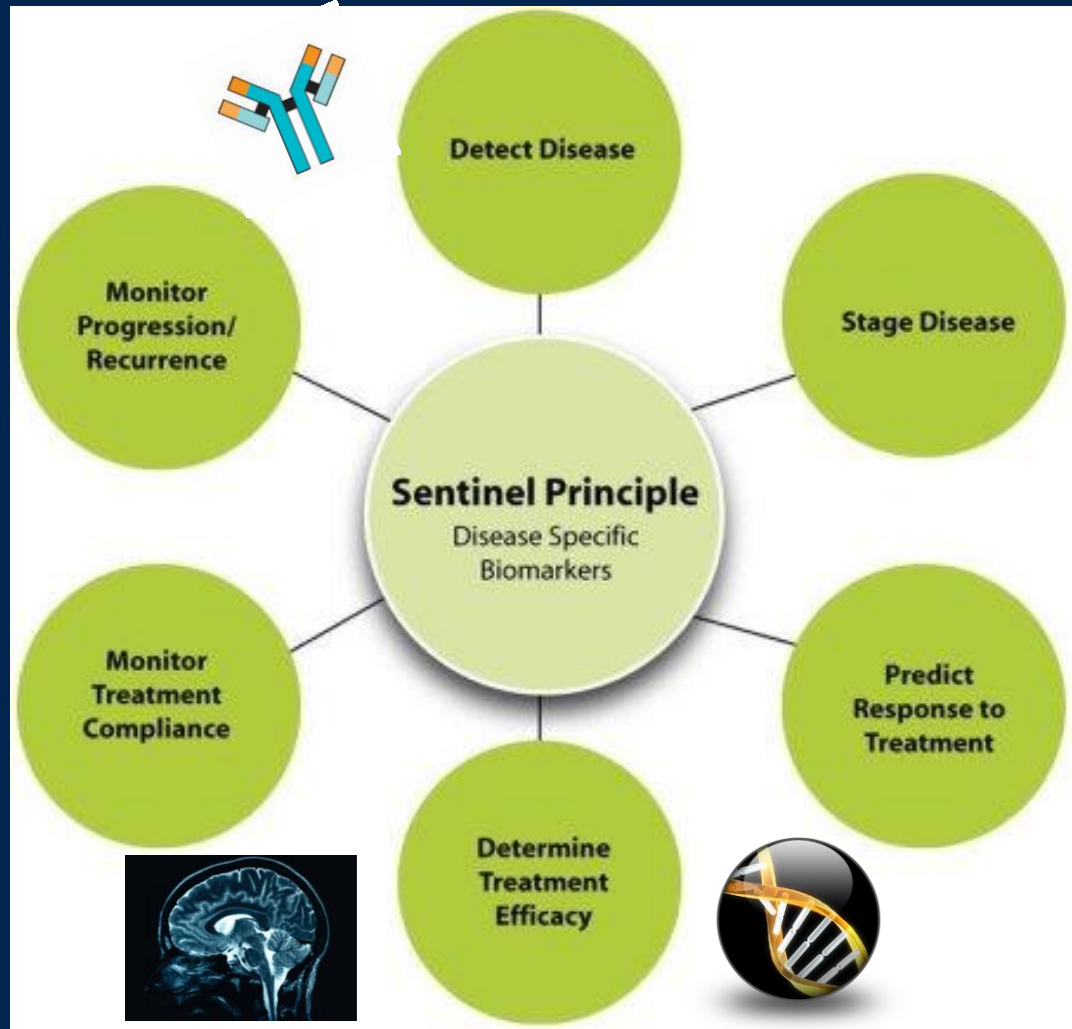 Detect Disease
Stage Disease
Predict
Response to
Treatment
Determine
Treatment
Efficacy
Monitor
Treatment
Compliance
Monitor
Progression/
Recurrence
Sentinel Principle
Disease Specific
Biomarkers